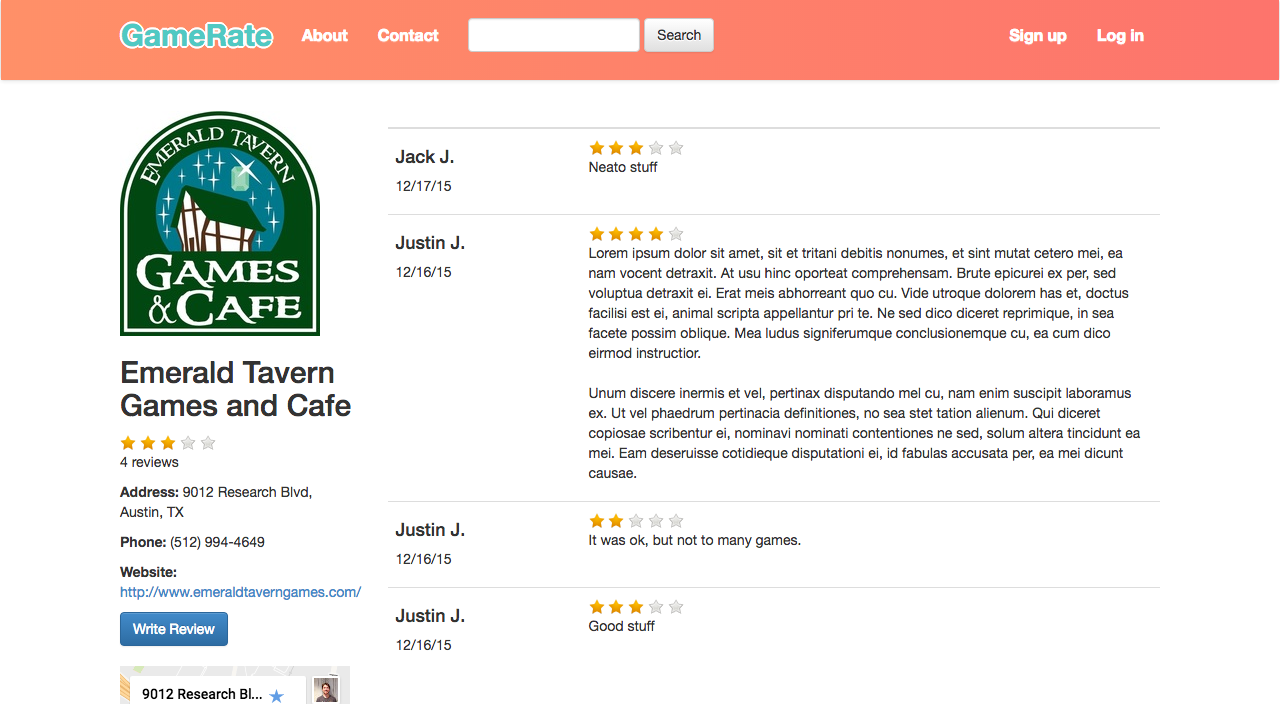 GameRate
About
Contact
Search
Sign up
Log in
EMERALD TAVERN
GAMES
& CAFE
Emerald Tavern
Games and Cafe
4 reviews
Address: 9012 Research Blvd,
Austin, TX
Phone: (512) 994-4649
Website:
http://www.emeraldtaverngames.com/
Write Review
9012 Research Bl...
Jack J.
12/17/15
Neato stuff
Justin J.
12/16/15
Lorem ipsum dolor sit amet, sit et tritani debitis nonumes, et sint mutat cetero mei, ea
nam vocent detraxit. At usu hinc oporteat comprehensam. Brute epicurei ex per, sed
voluptua detraxit ei. Erat meis abhorreant quo cu. Vide utroque dolorem has et, doctus
facilisi est ei, animal scripta appellantur pri te. Ne sed dico diceret reprimique, in sea
facete possim oblique. Mea ludus signiferumque conclusionemque cu, ea cum dico
eirmod instructior.
Unum discere inermis et vel, pertinax disputando mel cu, nam enim suscipit laboramus
ex. Ut vel phaedrum pertinacia definitiones, no sea stet tation alienum. Qui diceret
copiosae scribentur ei, nominavi nominati contentiones ne sed, solum altera tincidunt ea
mei. Eam deseruisse cotidieque disputationi ei, id fabulas accusata per, ea mei dicunt
causae.
Justin J.
12/16/15
It was ok, but not to many games.
Justin J.
12/16/15
Good stuff